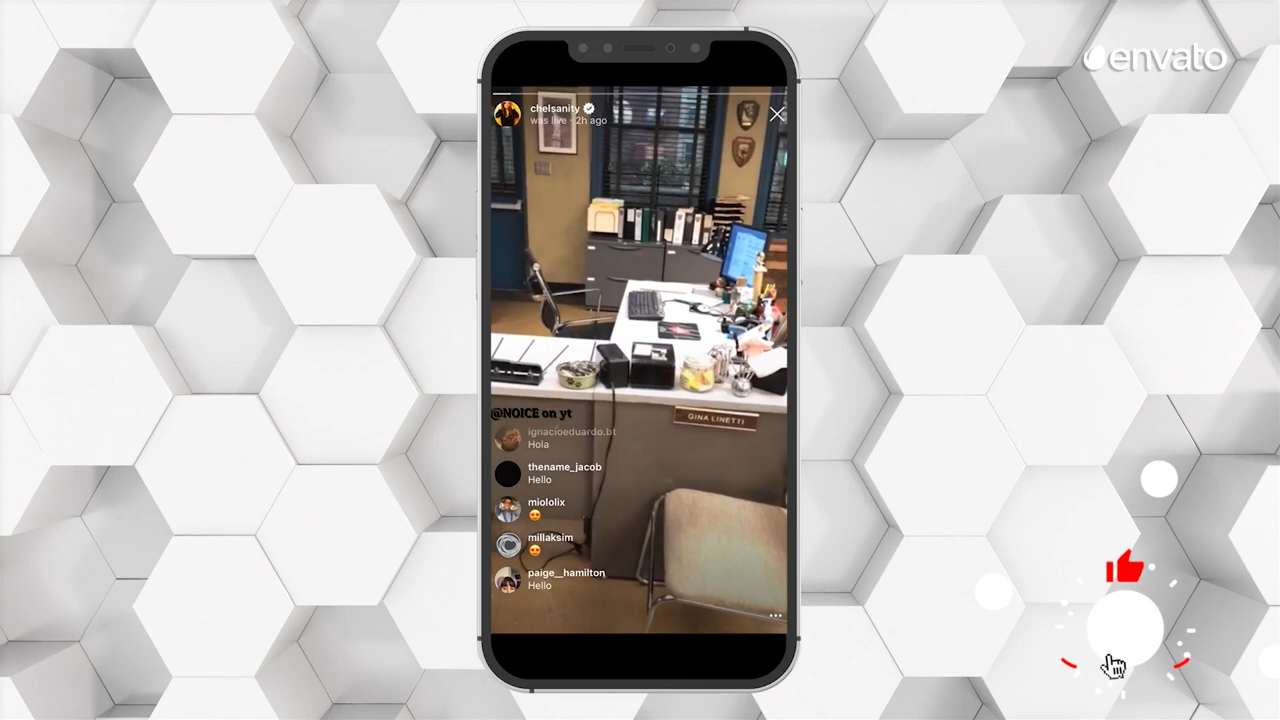 envato
chelsanity
was live · 2h ago
GINA LINETTI
@NOICE on yt
ignacioeduardo.bt
Hola
thename_jacob
Hello
miololix
😍
millaksim
😍
paige__hamilton
Hello